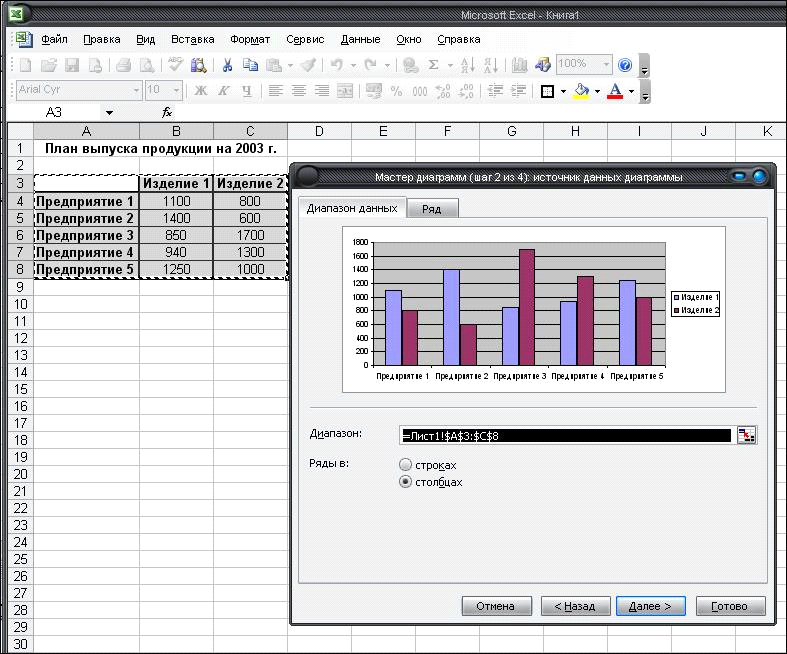 Microsoft Excel - Книга1
Файл Правка Вид Вставка Формат Сервис Данные Окно Справка
100%
Arial Cyr 10 Ж К Ч % 000
A3 fx
A B C D E F G H I J K
1 План выпуска продукции на 2003 г.
2
3 Изделие 1 Изделие 2
4 Предприятие 1 1100 800
5 Предприятие 2 1400 600
6 Предприятие 3 850 1700
7 Предприятие 4 940 1300
8 Предприятие 5 1250 1000
9
10
11
12
13
14
15
16
17
18
19
20
21
22
23
24
25
26
27
28
29
30
Мастер диаграмм (шаг 2 из 4): источник данных диаграммы
Диапазон данных Ряд
1800
1600
1400
1200
1000
800
600
400
200
0
Предприятие 1 Предприятие 2 Предприятие 3 Предприятие 4 Предприятие 5
Изделие 1
Изделие 2
Диапазон: =Лист1!$A$3:$C$8
Ряды в: строках
столбцах
Отмена < Назад Далее > Готово